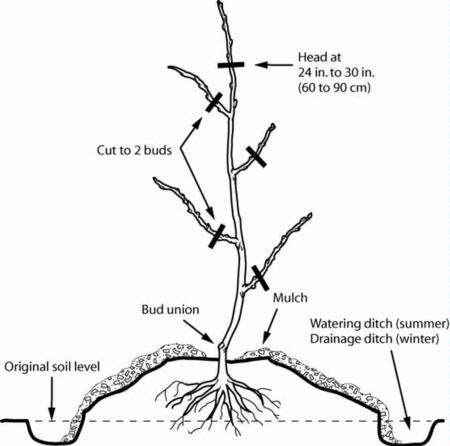 Head at
24 in. to 30 in.
(60 to 90 cm)
Cut to 2 buds
Bud union
Mulch
Watering ditch (summer)
Drainage ditch (winter)
Original soil level